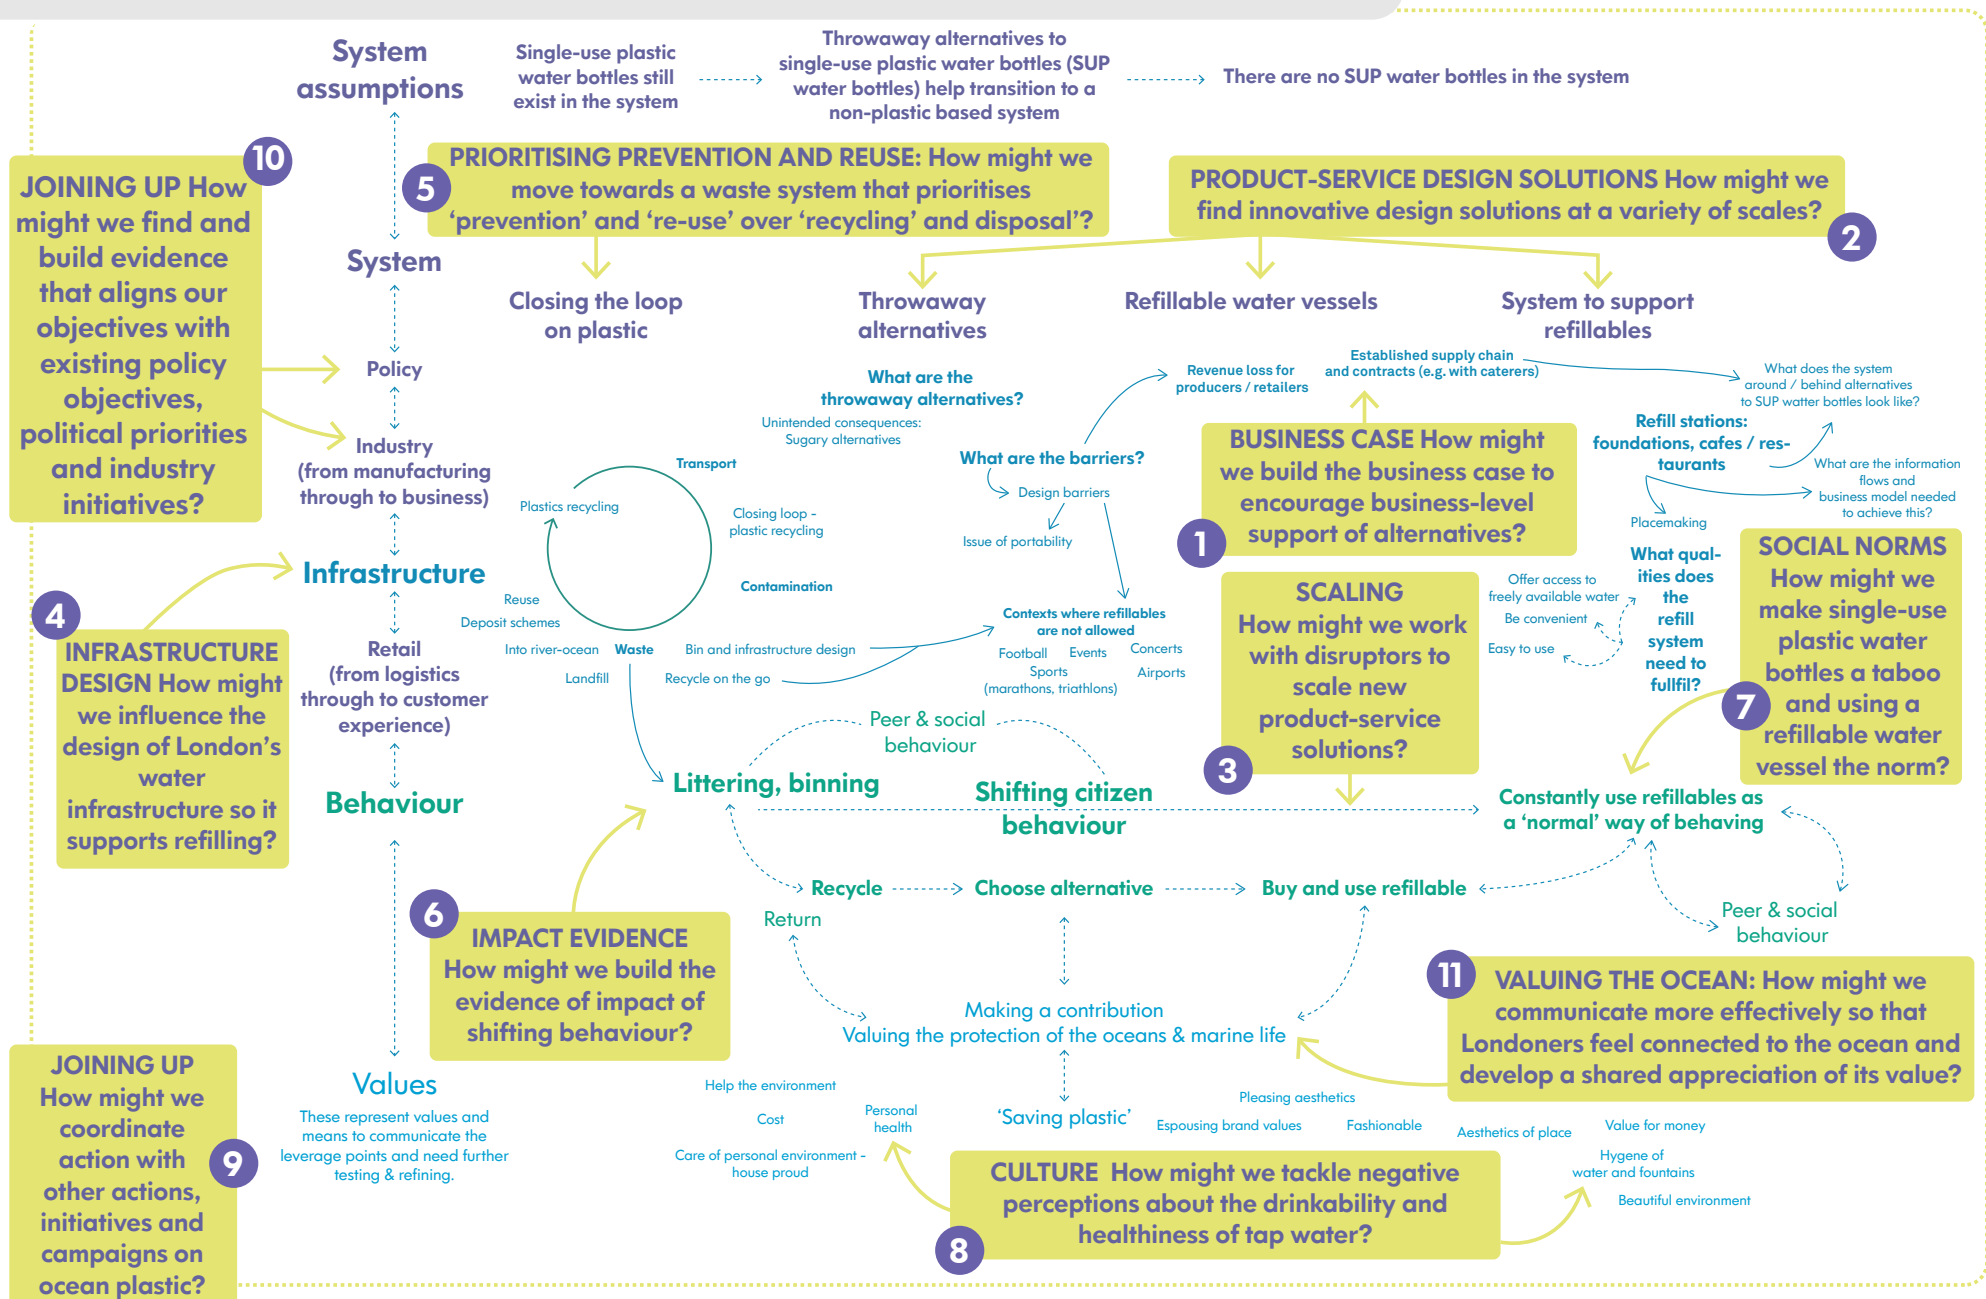 System
assumptions
Single-use plastic
water bottles still
exist in the system
Throwaway alternatives to
single-use plastic water bottles (SUP
water bottles) help transition to a
non-plastic based system
There are no SUP water bottles in the system
10
JOINING UP How
might we find and
build evidence
that aligns our
objectives with
existing policy
objectives,
political priorities
and industry
initiatives?
5
PRIORITISING PREVENTION AND REUSE: How might we
move towards a waste system that prioritises
‘prevention’ and ‘re-use’ over ‘recycling’ and disposal’?
PRODUCT-SERVICE DESIGN SOLUTIONS How might we
find innovative design solutions at a variety of scales?
2
System
Closing the loop
on plastic
Throwaway
alternatives
Refillable water vessels
System to support
refillables
Policy
Industry
(from manufacturing
through to business)
What are the
throwaway alternatives?
Unintended consequences:
Sugary alternatives
Revenue loss for
producers / retailers
Established supply chain
and contracts (e.g. with caterers)
What does the system
around / behind alternatives
to SUP watter bottles look like?
Refill stations:
foundations, cafes / res-
taurants
What are the information
flows and
business model needed
to achieve this?
Placemaking
What are the barriers?
Design barriers
Issue of portability
BUSINESS CASE How might
we build the business case to
encourage business-level
support of alternatives?
1
Transport
Plastics recycling
Closing loop -
plastic recycling
Contamination
Reuse
Deposit schemes
Into river-ocean
Waste
Landfill
Bin and infrastructure design
Recycle on the go
Contexts where refillables
are not allowed
Football
Events
Concerts
Sports
(marathons, triathlons)
Airports
Infrastructure
4
INFRASTRUCTURE
DESIGN How might
we influence the
design of London’s
water
infrastructure so it
supports refilling?
Retail
(from logistics
through to customer
experience)
SCALING
How might we work
with disruptors to
scale new
product-service
solutions?
3
Offer access to
freely available water
Be convenient
Easy to use
What qual-
ities does
the
refill
system
need to
fullfil?
SOCIAL NORMS
How might we
make single-use
plastic water
bottles a taboo
and using a
refillable water
vessel the norm?
7
Peer & social
behaviour
Behaviour
Littering, binning
Shifting citizen
behaviour
Constantly use refillables as
a ‘normal’ way of behaving
Recycle
Choose alternative
Buy and use refillable
Return
Peer & social
behaviour
6
IMPACT EVIDENCE
How might we build the
evidence of impact of
shifting behaviour?
11
VALUING THE OCEAN: How might we
communicate more effectively so that
Londoners feel connected to the ocean and
develop a shared appreciation of its value?
Making a contribution
Valuing the protection of the oceans & marine life
JOINING UP
How might we
coordinate
action with
other actions,
initiatives and
campaigns on
ocean plastic?
9
Values
These represent values and
means to communicate the
leverage points and need further
testing & refining.
Help the environment
Cost
Personal
health
Care of personal environment -
house proud
‘Saving plastic’
Pleasing aesthetics
Espousing brand values
Fashionable
Aesthetics of place
Value for money
Hygene of
water and fountains
Beautiful environment
CULTURE How might we tackle negative
perceptions about the drinkability and
healthiness of tap water?
8